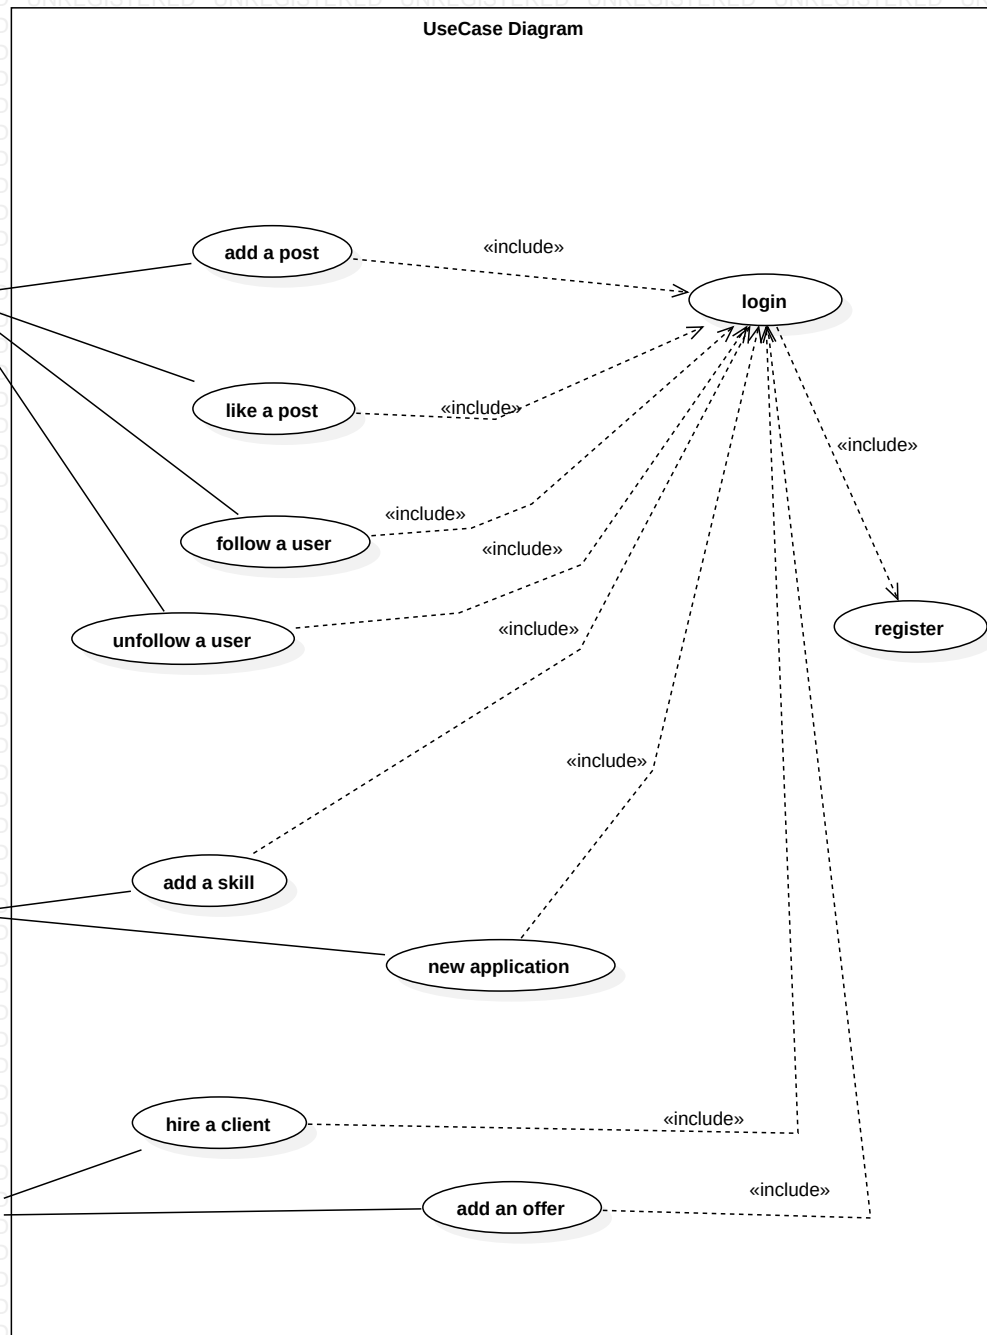 UNREGISTERED UNREGISTERED UNREGISTERED UNREGISTERED UNREGISTERED
UseCase Diagram
add a post
«include»
login
like a post
«include»
«include»
follow a user
«include»
«include»
unfollow a user
«include»
register
«include»
add a skill
new application
hire a client
«include»
add an offer
«include»